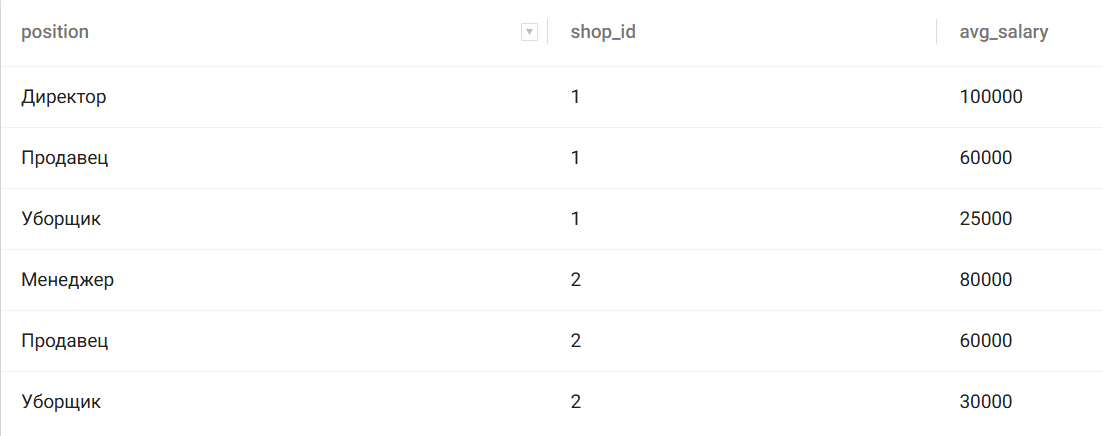 position shop_id avg_salary
Директор 1 100000
Продавец 1 60000
Уборщик 1 25000
Менеджер 2 80000
Продавец 2 60000
Уборщик 2 30000